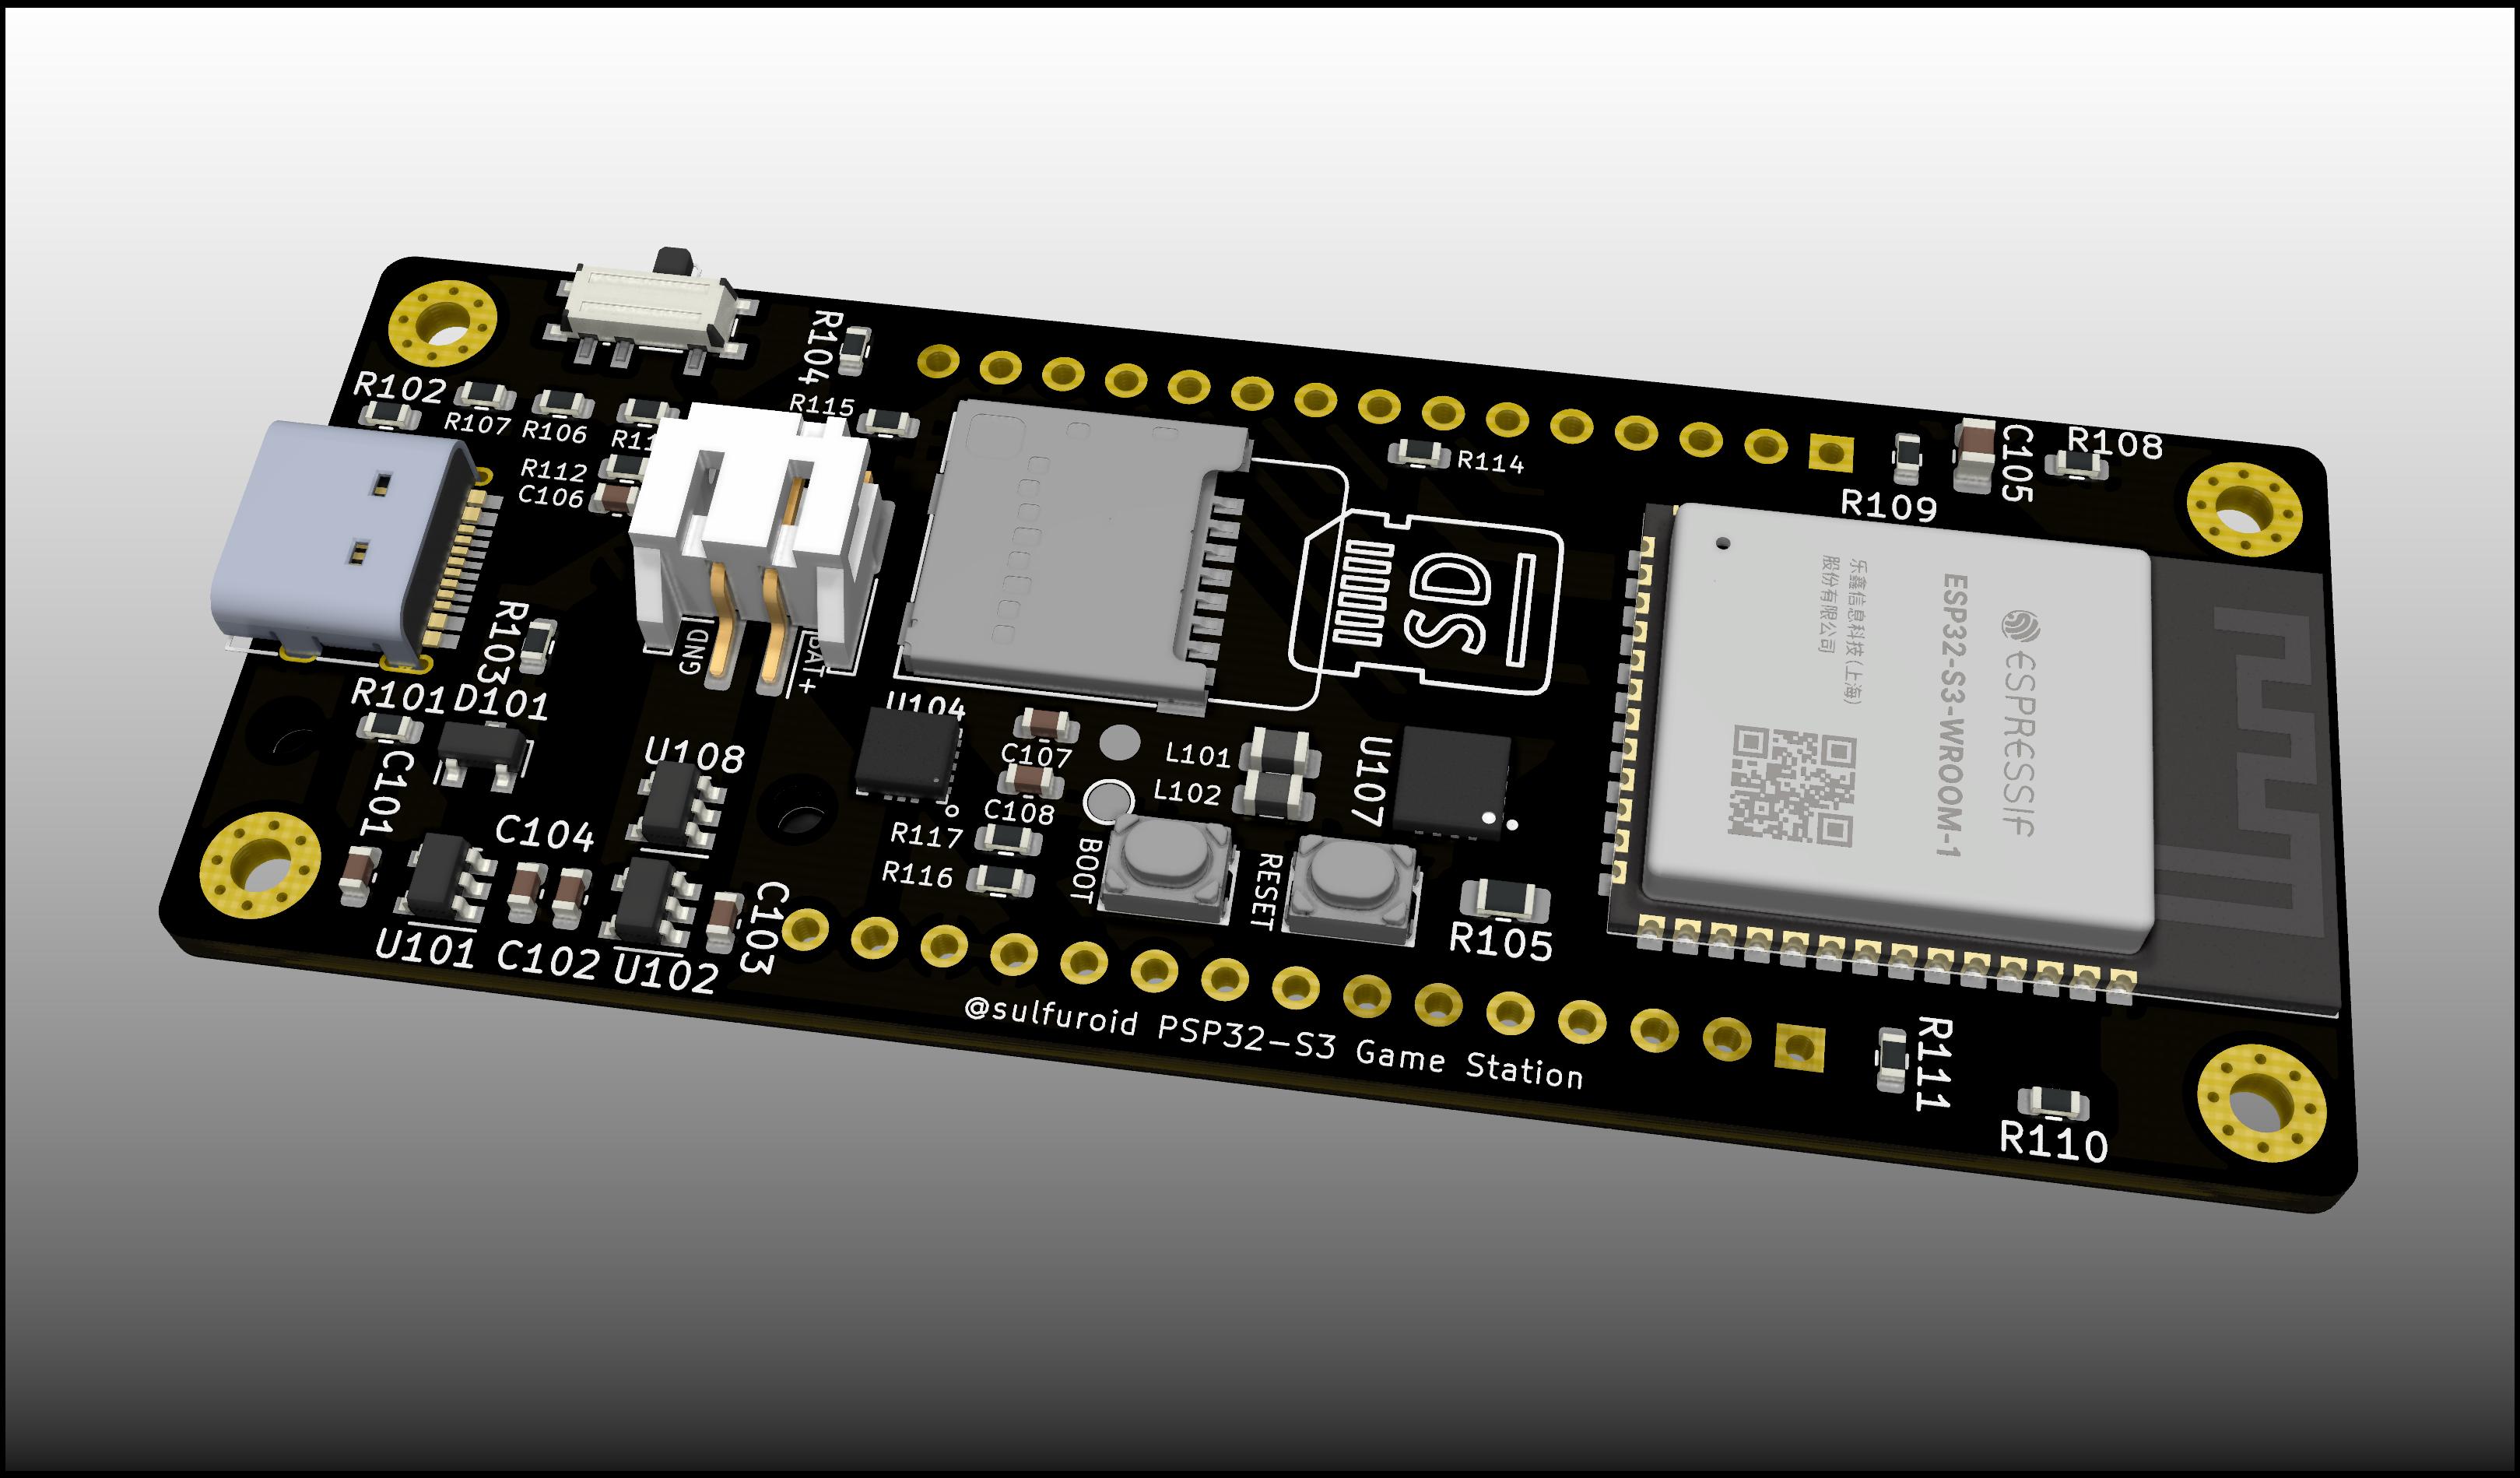 R104
R102
R107
R106
R11
R115
R112
C106
R114
R109
C105
R108
SD
GND
BAT+
R103
R101
D101
C101
U108
C104
U101
C102
U102
C103
U104
C107
C108
R117
R116
L101
L102
U107
BOOT
RESET
R105
ESPRESSIF
ESP32-S3-WROOM-1
乐鑫信息科技(上海)
股份有限公司
@sulfuroid PSP32-S3 Game Station
R111
R110